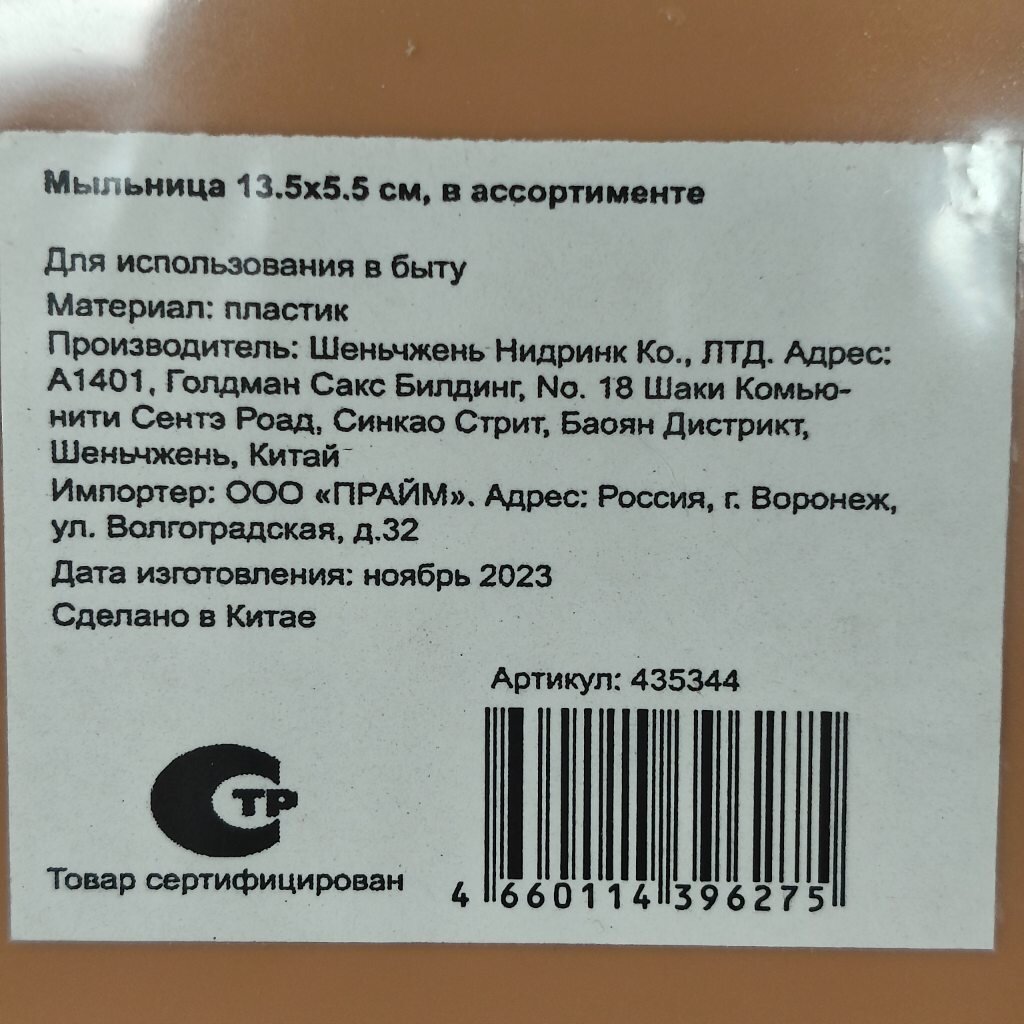 Мыльница 13.5х5.5 см, в ассортименте
Для использования в быту
Материал: пластик
Производитель: Шеньчжень Нидринк Ко., ЛТД. Адрес:
А1401, Голдман Сакс Билдинг, No. 18 Шаки Комью-
нити Сентэ Роад, Синкао Стрит, Баоян Дистрикт,
Шеньчжень, Китай
Импортер: ООО «ПРАЙМ». Адрес: Россия, г. Воронеж,
ул. Волгоградская, д.32
Дата изготовления: ноябрь 2023
Сделано в Китае
Артикул: 435344
ТР
Товар сертифицирован
4 660114 396275